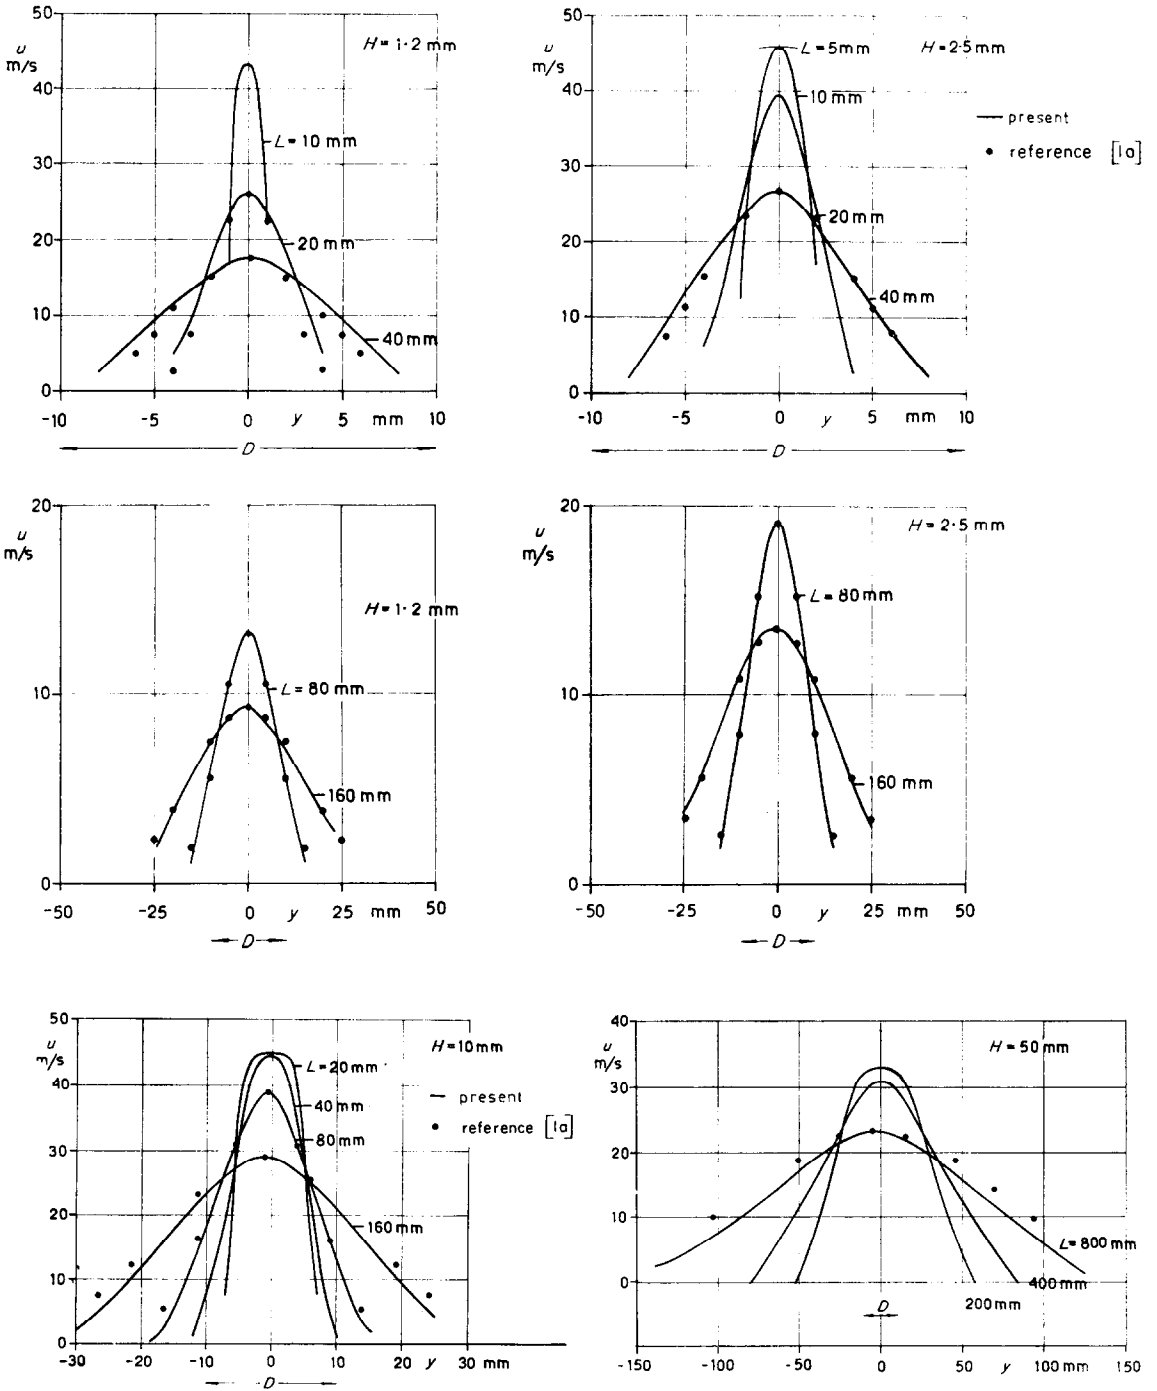 50
u
m/s
H = 1·2 mm
40
L = 10 mm
30
20
20 mm
10
40 mm
0
-10 -5 0 y 5 mm 10
D
50
u
m/s
L = 5mm
H = 2·5 mm
40
10 mm
— present
• reference [1a]
30
20 mm
20
40 mm
10
0
-10 -5 0 y 5 mm 10
D
20
u
m/s
H = 1·2 mm
L = 80 mm
10
160 mm
0
-50 -25 0 y 25 mm 50
D
20
u
m/s
H = 2·5 mm
L = 80 mm
10
160 mm
0
-50 -25 0 y 25 mm 50
D
50
u
m/s
H = 10 mm
L = 20 mm
40
— present
40 mm
• reference [1a]
80 mm
30
20
160 mm
10
0
-30 -20 -10 0 10 20 y 30 mm
D
40
u
m/s
H = 50 mm
30
20
10
L = 800 mm
0
400 mm
D
200 mm
-150 -100 -50 0 50 y 100 mm 150